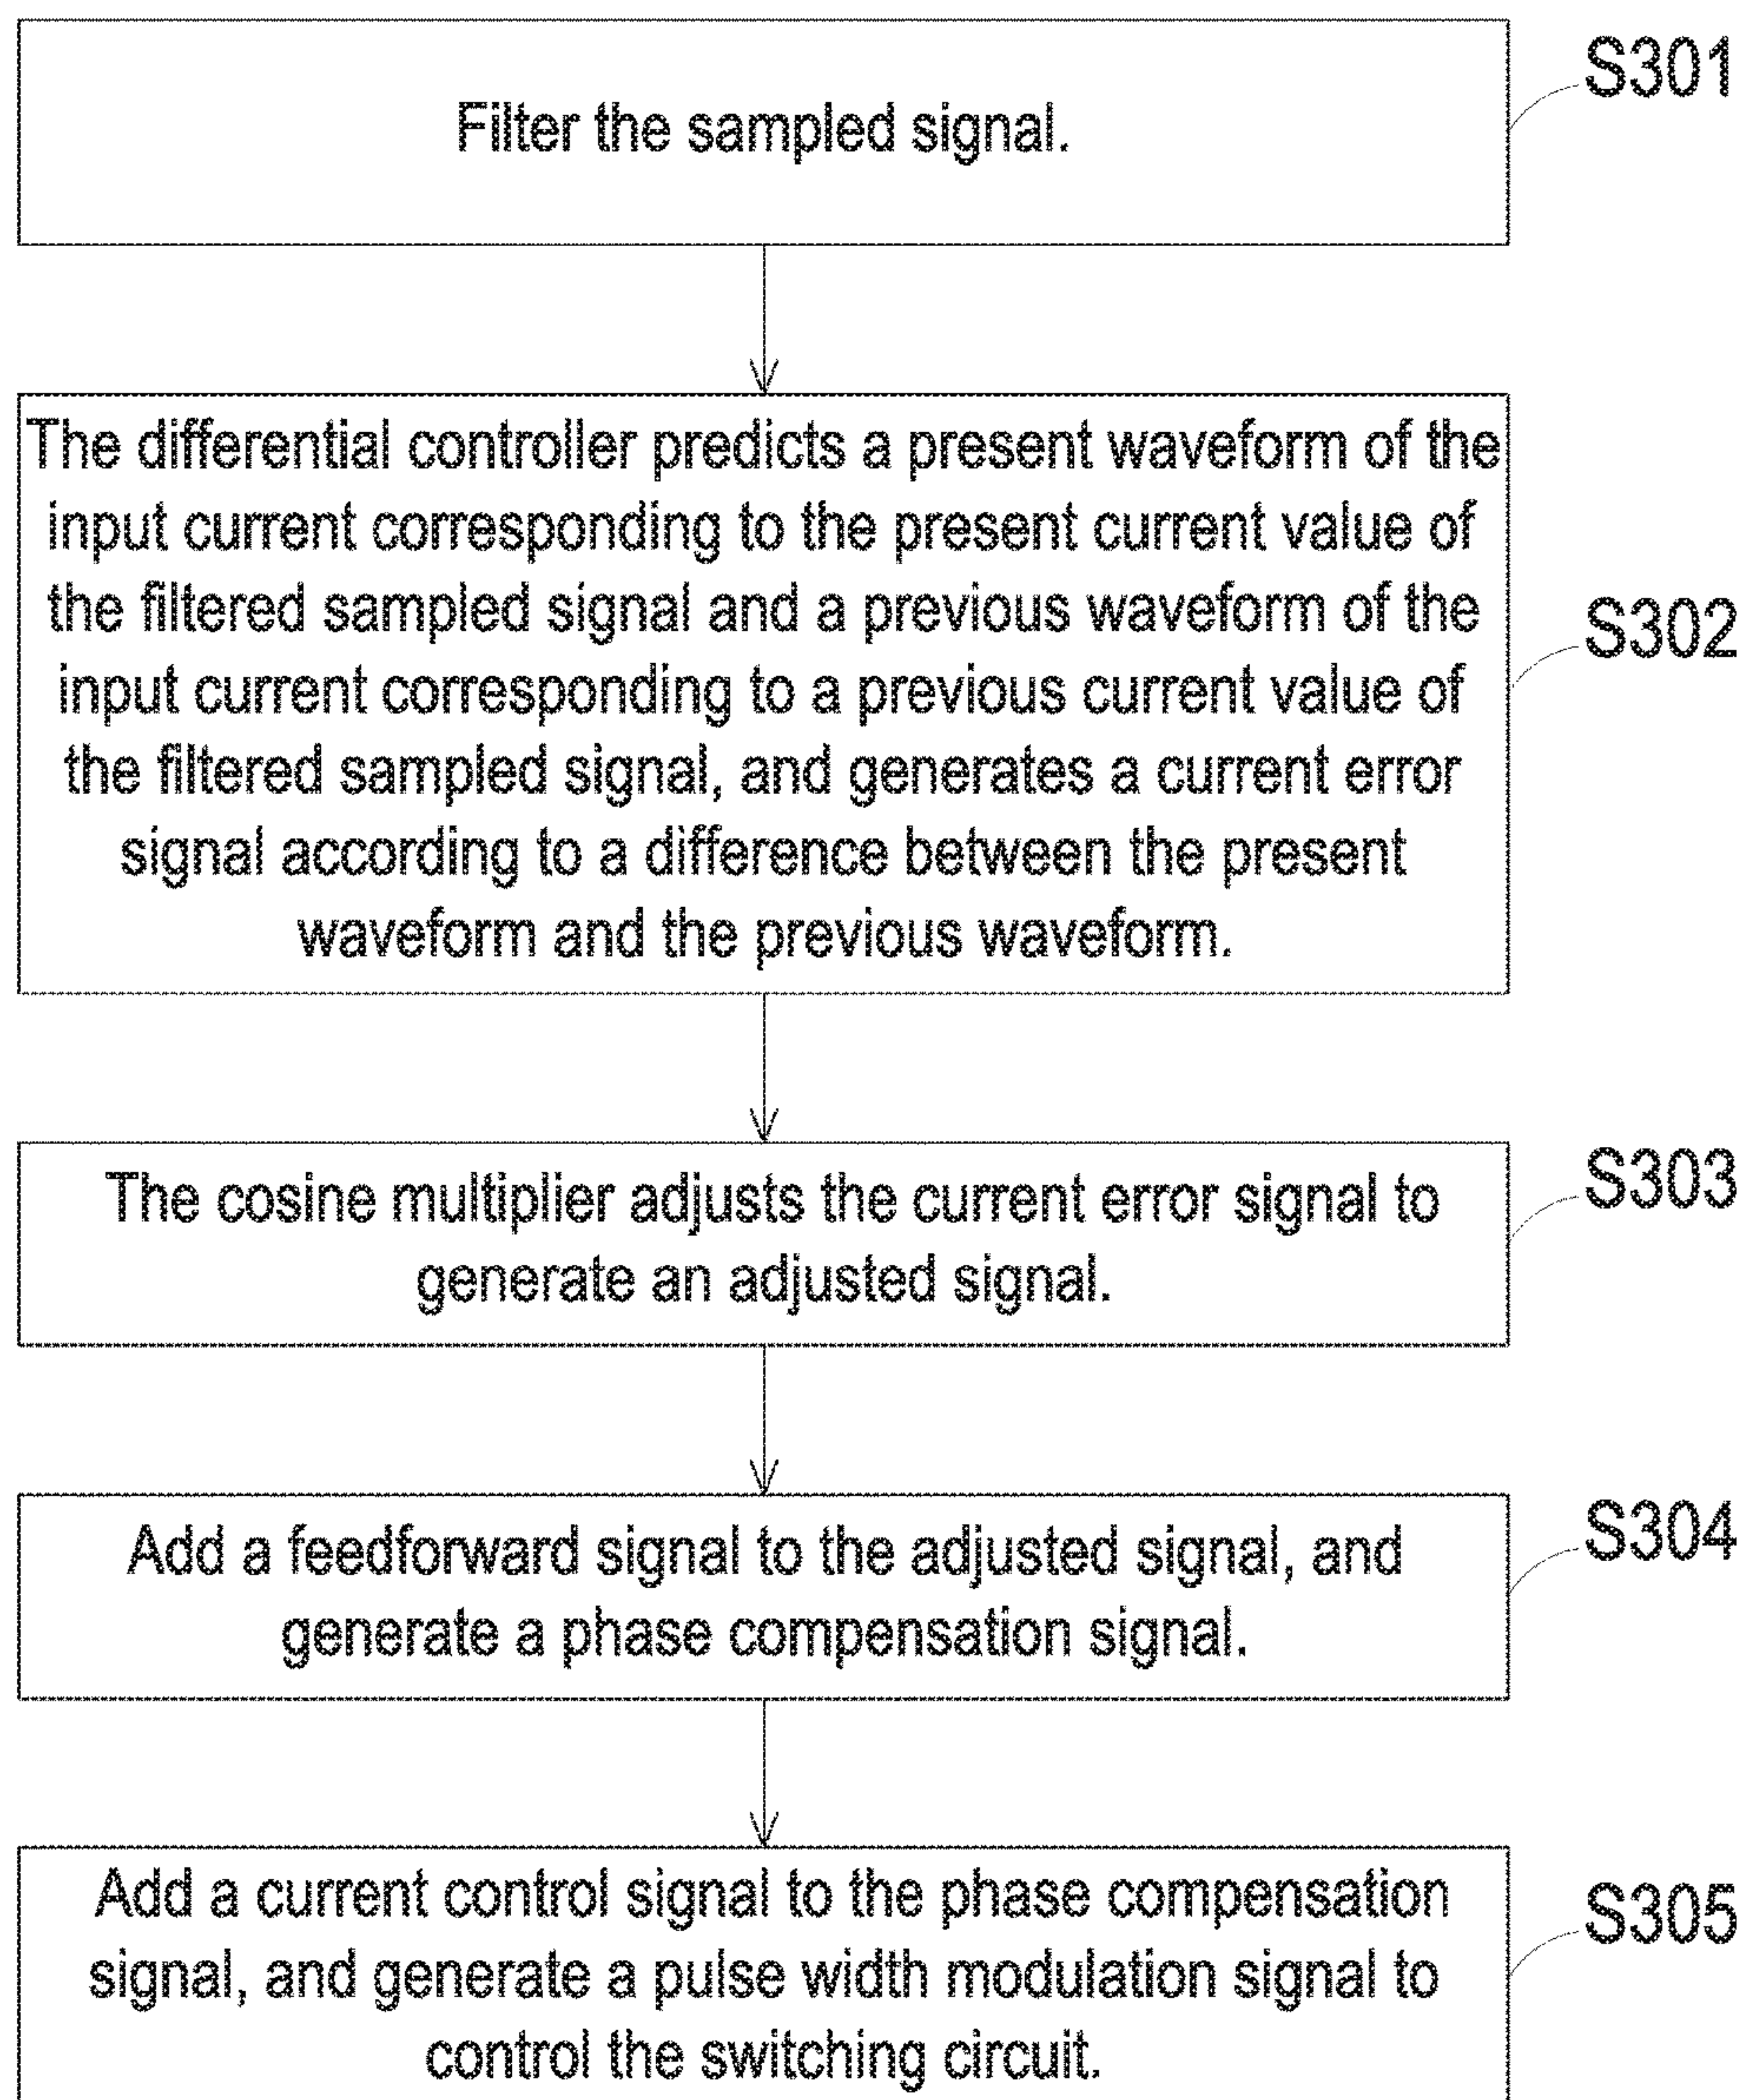 Filter the sampled signal.
S301
The differential controller predicts a present waveform of the
input current corresponding to the present current value of
the filtered sampled signal and a previous waveform of the
input current corresponding to a previous current value of
the filtered sampled signal, and generates a current error
signal according to a difference between the present
waveform and the previous waveform.
S302
The cosine multiplier adjusts the current error signal to
generate an adjusted signal.
S303
Add a feedforward signal to the adjusted signal, and
generate a phase compensation signal.
S304
Add a current control signal to the phase compensation
signal, and generate a pulse width modulation signal to
control the switching circuit.
S305